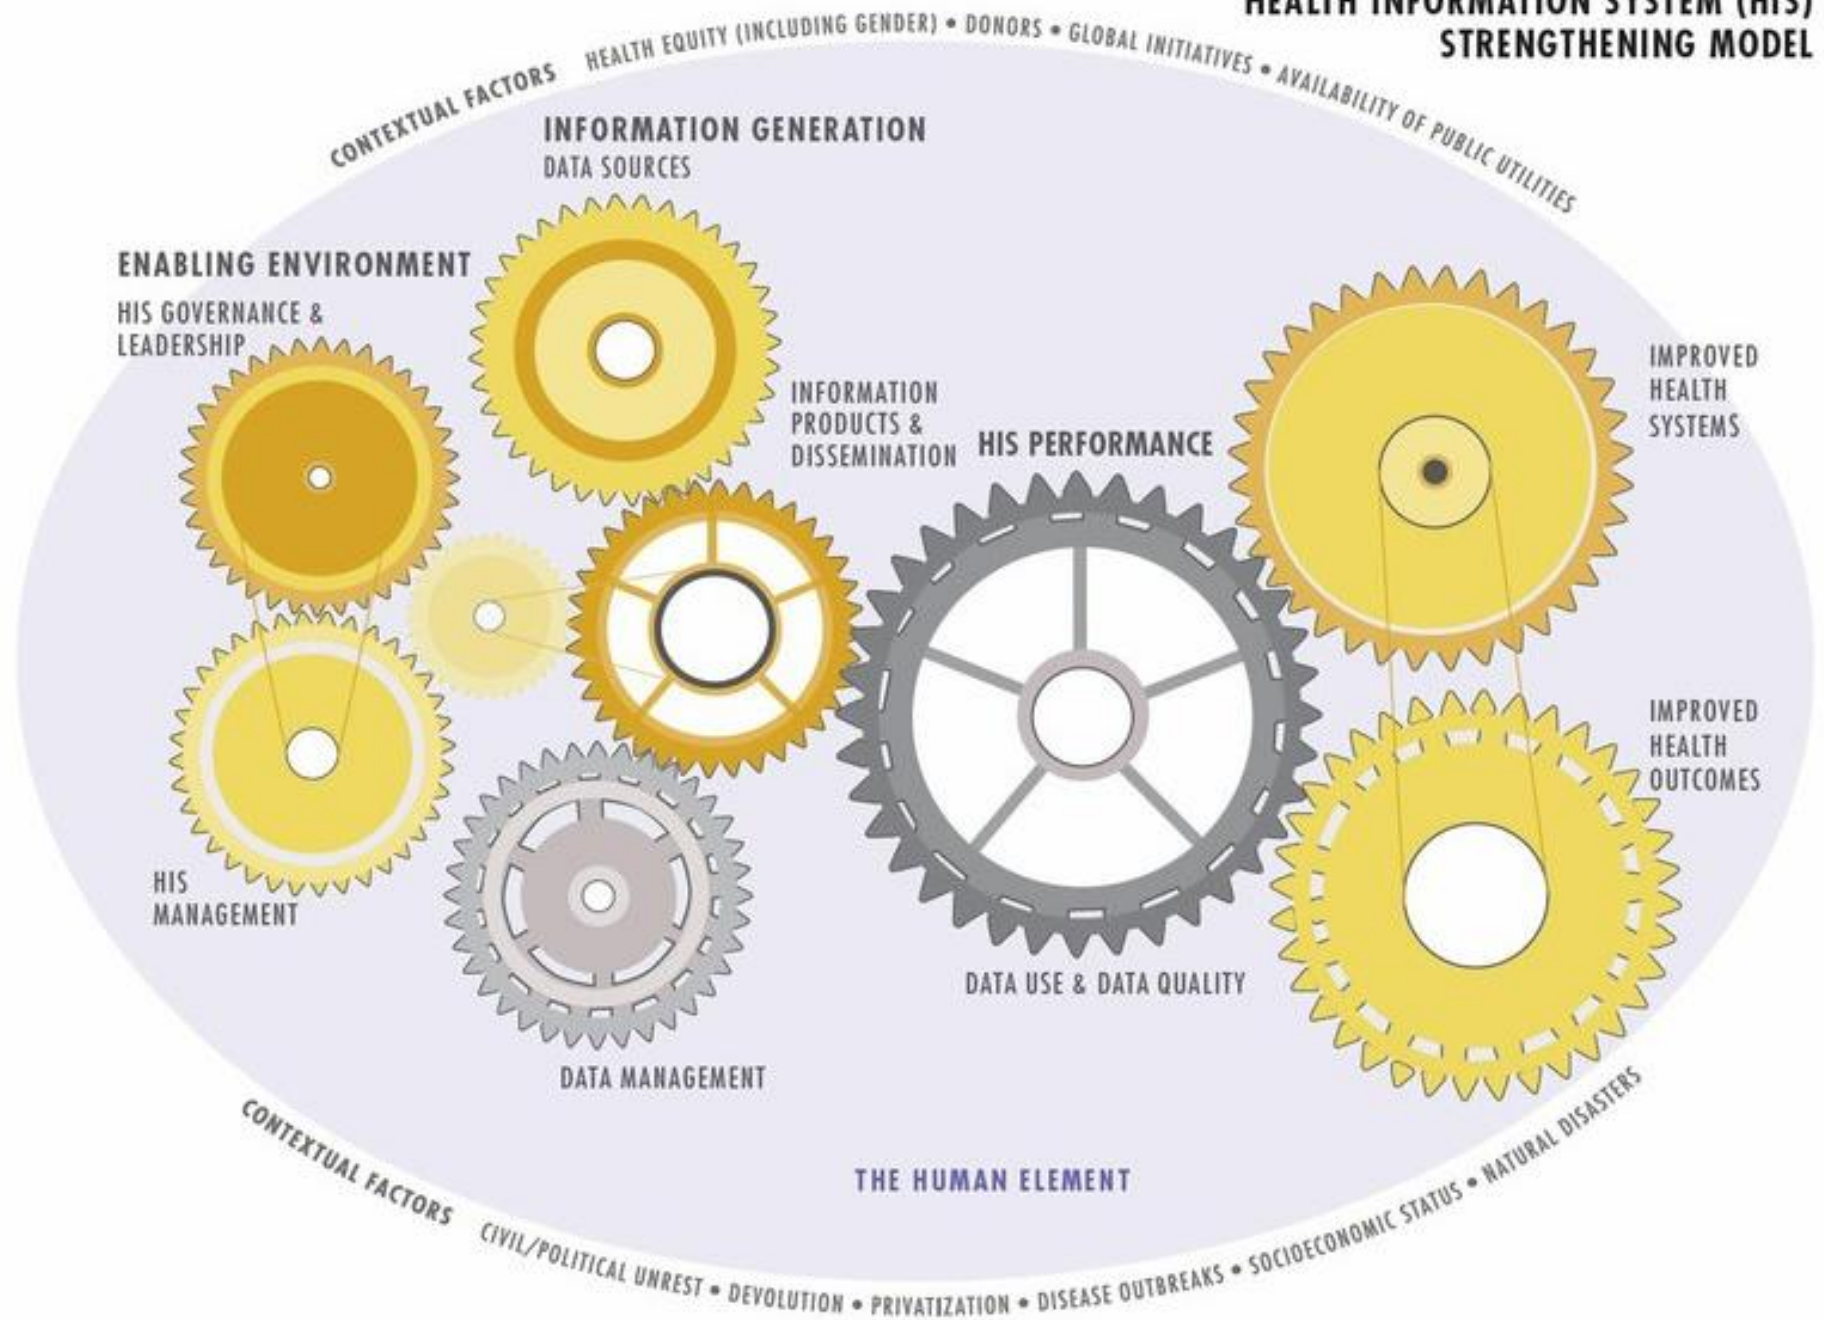 HEALTH INFORMATION SYSTEM (HIS)
STRENGTHENING MODEL
CONTEXTUAL FACTORS HEALTH EQUITY (INCLUDING GENDER) • DONORS • GLOBAL INITIATIVES • AVAILABILITY OF PUBLIC UTILITIES
INFORMATION GENERATION
DATA SOURCES
ENABLING ENVIRONMENT
HIS GOVERNANCE &
LEADERSHIP
INFORMATION
PRODUCTS &
DISSEMINATION
HIS PERFORMANCE
IMPROVED
HEALTH
SYSTEMS
IMPROVED
HEALTH
OUTCOMES
HIS
MANAGEMENT
DATA USE & DATA QUALITY
DATA MANAGEMENT
THE HUMAN ELEMENT
CONTEXTUAL FACTORS CIVIL/POLITICAL UNREST • DEVOLUTION • PRIVATIZATION • DISEASE OUTBREAKS • SOCIOECONOMIC STATUS • NATURAL DISASTERS